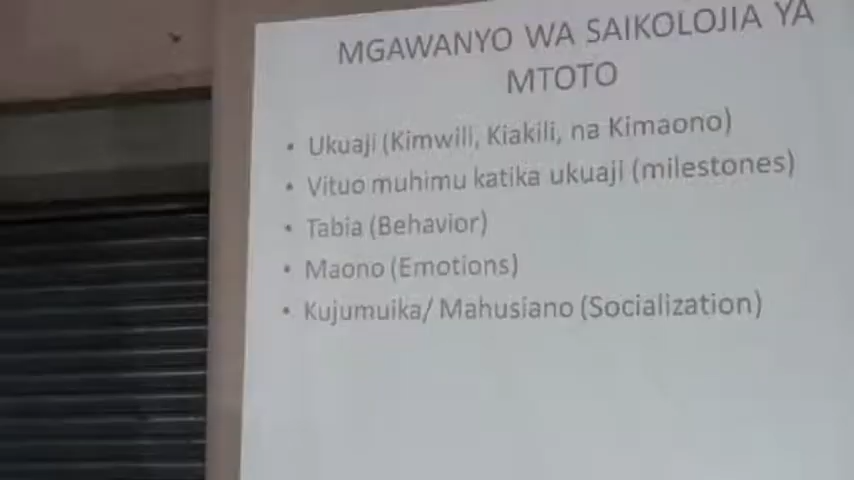 MGAWANYO WA SAIKOLOJIA YA
MTOTO
• Ukuaji (Kimwili, Kiakili, na Kimaono)
• Vituo muhimu katika ukuaji (milestones)
• Tabia (Behavior)
• Maono (Emotions)
• Kujumuika/ Mahusiano (Socialization)